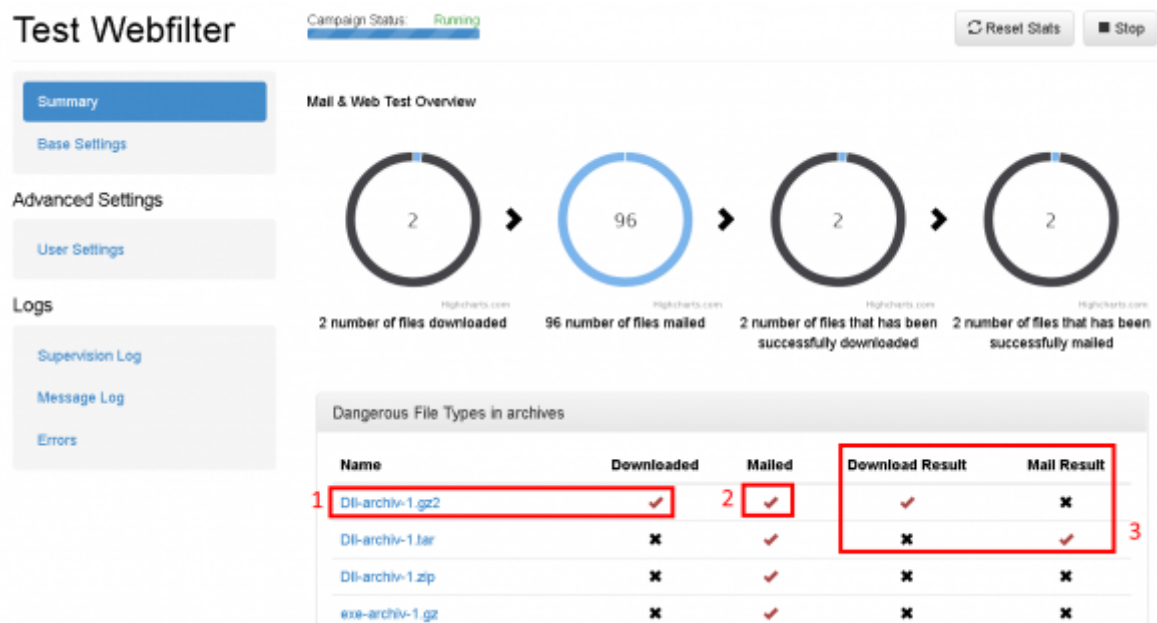 Test Webfilter
Campaign Status: Running
Reset Stats
Stop
Summary
Base Settings
Advanced Settings
User Settings
Logs
Supervision Log
Message Log
Errors
Mail & Web Test Overview
2
96
2
2
Highcharts.com
Highcharts.com
Highcharts.com
Highcharts.com
2 number of files downloaded
96 number of files mailed
2 number of files that has been
successfully downloaded
2 number of files that has been
successfully mailed
Dangerous File Types in archives
Name Downloaded Mailed Download Result Mail Result
1 Dll-archiv-1.gz2 2
Dll-archiv-1.tar 3
Dll-archiv-1.zip
exe-archiv-1.gz